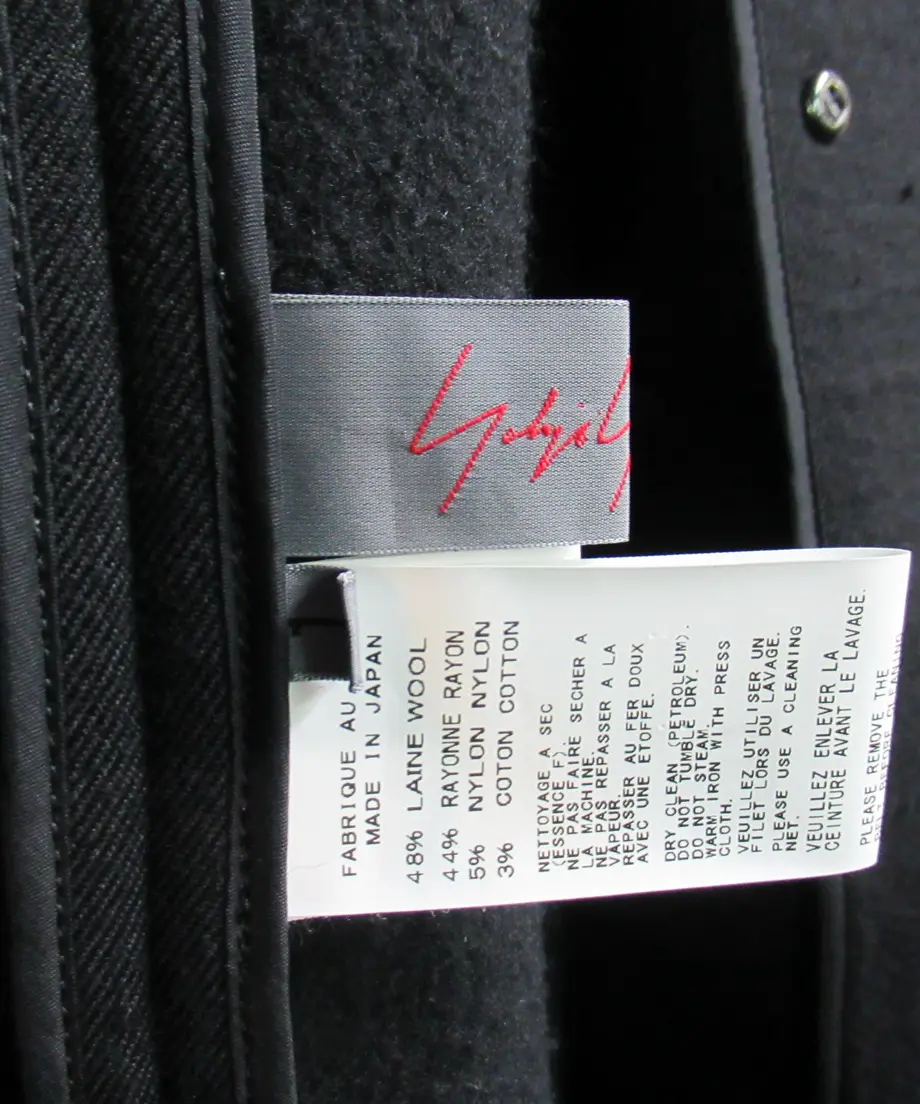 Yohji
FABRIQUE AU
MADE IN JAPAN
48% LAINE WOOL
44% RAYONNE RAYON
5% NYLON NYLON
3% COTON COTTON
NETTOYAGE A SEC
(ESSENCE F).
NE PAS FAIRE SECHER A
LA MACHINE.
NE PAS REPASSER A LA
VAPEUR.
REPASSER AU FER DOUX
AVEC UNE ETOFFE.
DRY CLEAN (PETROLEUM).
DO NOT TUMBLE DRY.
DO NOT STEAM.
WARM IRON WITH PRESS
CLOTH.
VEUILLEZ UTILISER UN
FILET LORS DU LAVAGE.
PLEASE USE A CLEANING
NET.
VEUILLEZ ENLEVER LA
CEINTURE AVANT LE LAVAGE.
PLEASE REMOVE THE